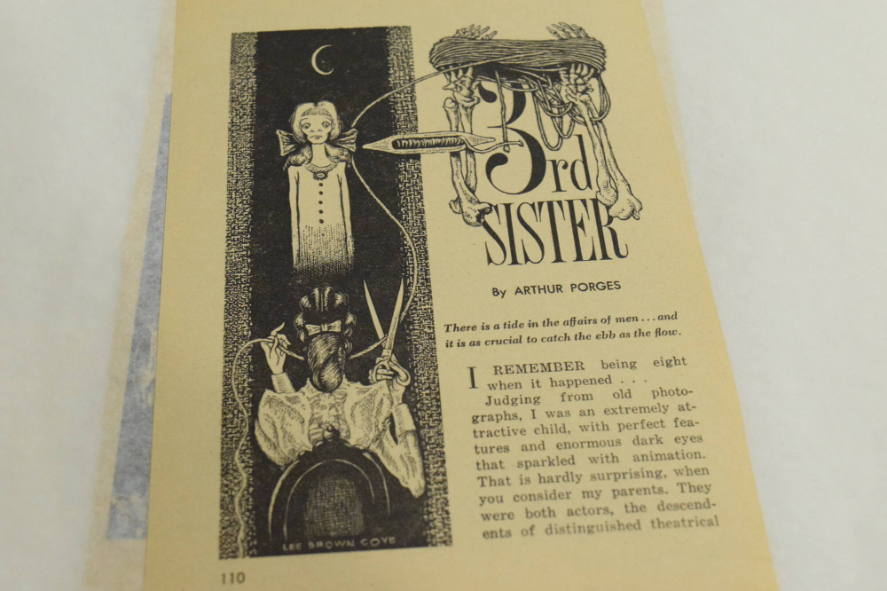 3rd
SISTER
By ARTHUR PORGES
There is a tide in the affairs of men . . . and
it is as crucial to catch the ebb as the flow.
I REMEMBER being eight
when it happened . . .
Judging from old photo-
graphs, I was an extremely at-
tractive child, with perfect fea-
tures and enormous dark eyes
that sparkled with animation.
That is hardly surprising, when
you consider my parents. They
were both actors, the descend-
ents of distinguished theatrical
LEE BROWN COYE
110